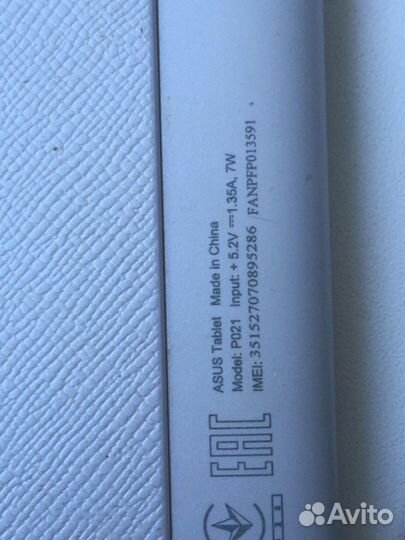 ASUS Tablet Made in China
Model: P021 Input: + 5.2V ⎓1.35A, 7W
IMEI: 351527070895286 FANPFP013591
EAC
Avito